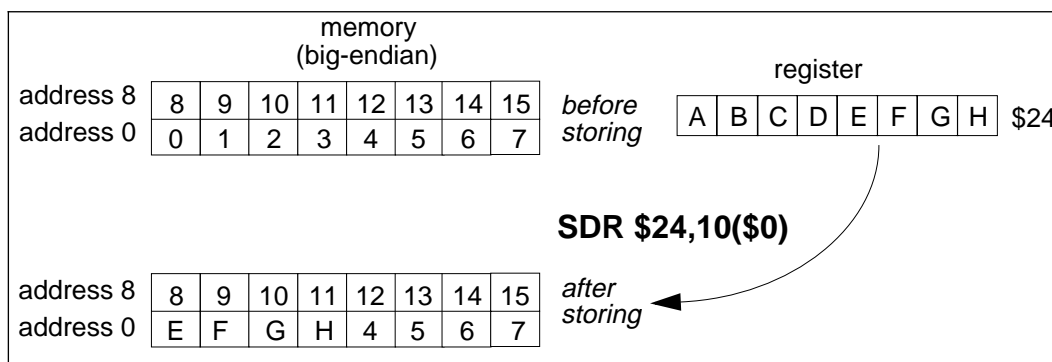 memory
(big-endian)
register
address 8 8 9 10 11 12 13 14 15 before
address 0 0 1 2 3 4 5 6 7 storing
A B C D E F G H $24
SDR $24,10($0)
address 8 8 9 10 11 12 13 14 15 after
address 0 E F G H 4 5 6 7 storing